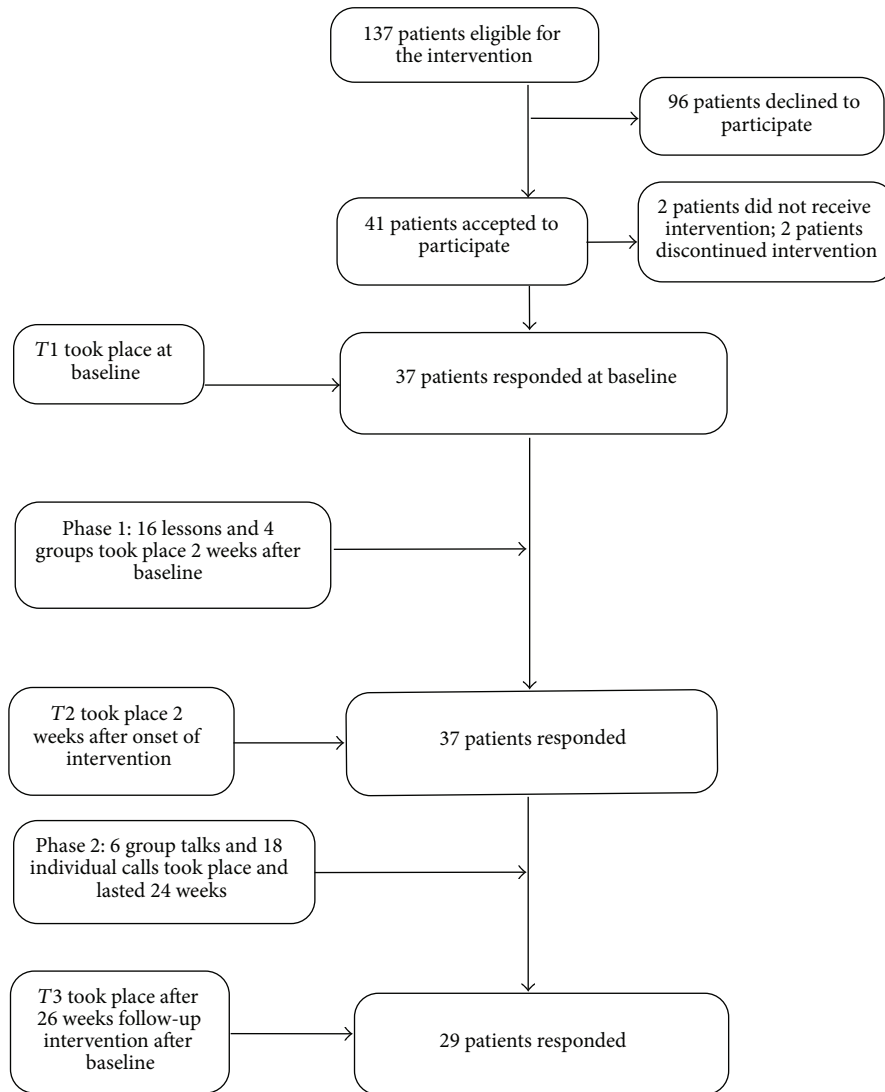 137 patients eligible for
the intervention
96 patients declined to
participate
41 patients accepted to
participate
2 patients did not receive
intervention; 2 patients
discontinued intervention
T1 took place at
baseline
37 patients responded at baseline
Phase 1: 16 lessons and 4
groups took place 2 weeks after
baseline
T2 took place 2
weeks after onset of
intervention
37 patients responded
Phase 2: 6 group talks and 18
individual calls took place and
lasted 24 weeks
T3 took place after
26 weeks follow-up
intervention after
baseline
29 patients responded